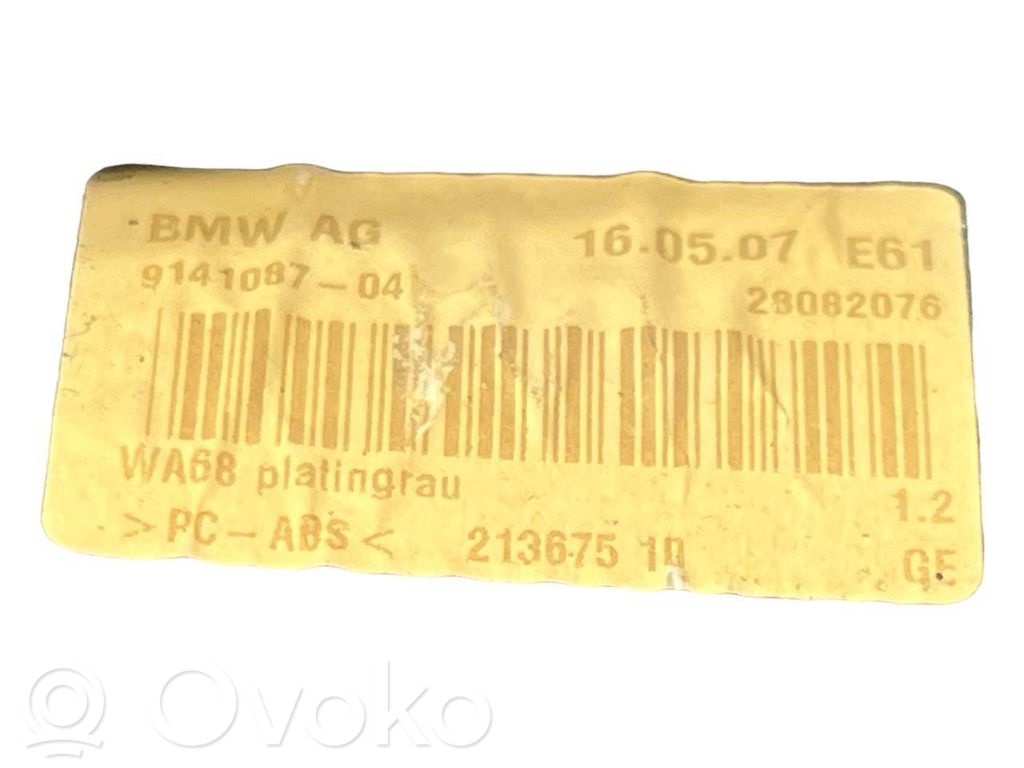 BMW AG 16.05.07 E61
9141087-04 28082076
WA68 platingrau 1.2
>PC-ABS< 213675 10 GE
Ovoko